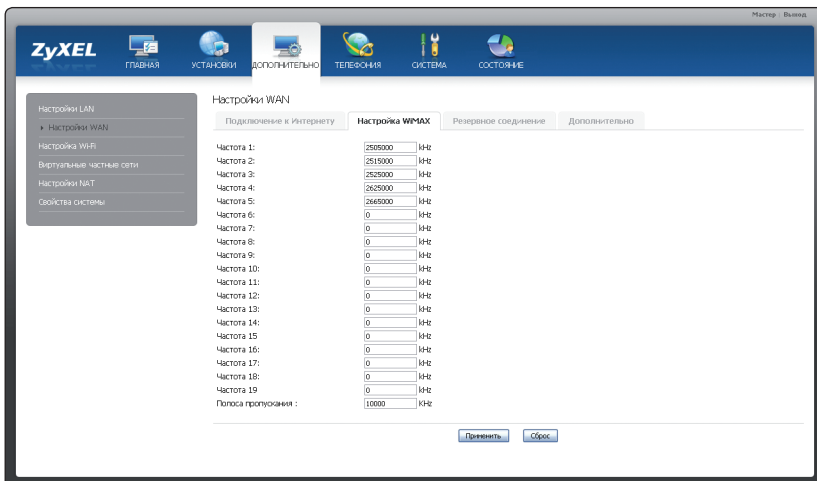 Мастер Выход
ZyXEL
ГЛАВНАЯ УСТАНОВКИ ДОПОЛНИТЕЛЬНО ТЕЛЕФОНИЯ СИСТЕМА СОСТОЯНИЕ
Настройки LAN
Настройки WAN
Настройка Wi-Fi
Виртуальные частные сети
Настройки NAT
Свойства системы
Настройки WAN
Подключение к Интернету Настройка WiMAX Резервное соединение Дополнительно
Частота 1: 2505000 kHz
Частота 2: 2515000 kHz
Частота 3: 2525000 kHz
Частота 4: 2625000 kHz
Частота 5: 2665000 kHz
Частота 6: 0 kHz
Частота 7: 0 kHz
Частота 8: 0 kHz
Частота 9: 0 kHz
Частота 10: 0 kHz
Частота 11: 0 kHz
Частота 12: 0 kHz
Частота 13: 0 kHz
Частота 14: 0 kHz
Частота 15 0 kHz
Частота 16: 0 kHz
Частота 17: 0 kHz
Частота 18: 0 kHz
Частота 19 0 kHz
Полоса пропускания : 10000 KHz
Применить Сброс